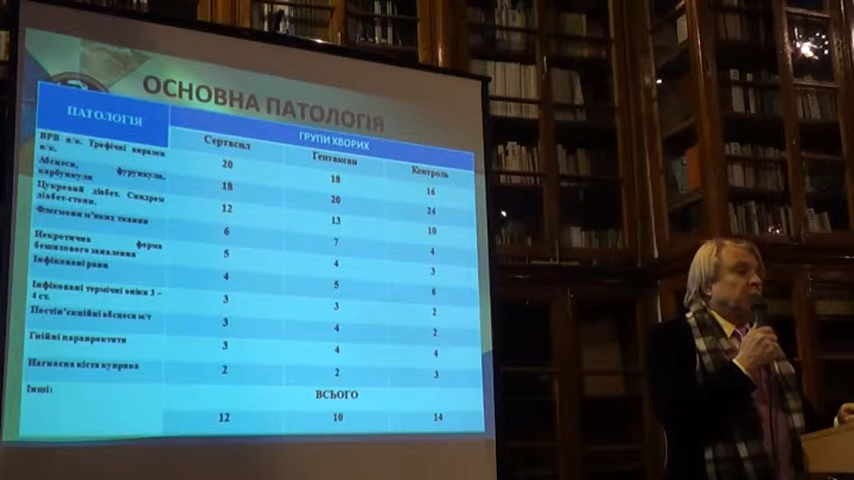 ОСНОВНА ПАТОЛОГІЯ
ПАТОЛОГІЯ
ГРУПИ ХВОРИХ
Гентаксан
Контроль
ВРВ н/к. Трофічні виразки н/к.
20
18
16
Абсцеси, фурункули,
карбункули
18
20
24
Цукровий діабет. Синдром
діабет-стопи.
12
13
10
Флегмони м'яких тканин
6
7
4
Некротична форма
бешихового запалення
5
4
3
Інфіковані рани
4
5
6
Інфіковані термічні опіки 3 –
4 ст.
3
3
2
Постін'єкційні абсцеси м/т
3
4
2
Гнійні парапроктити
3
4
4
Нагноєна кіста куприка
2
2
3
Інші:
ВСЬОГО
12
10
14